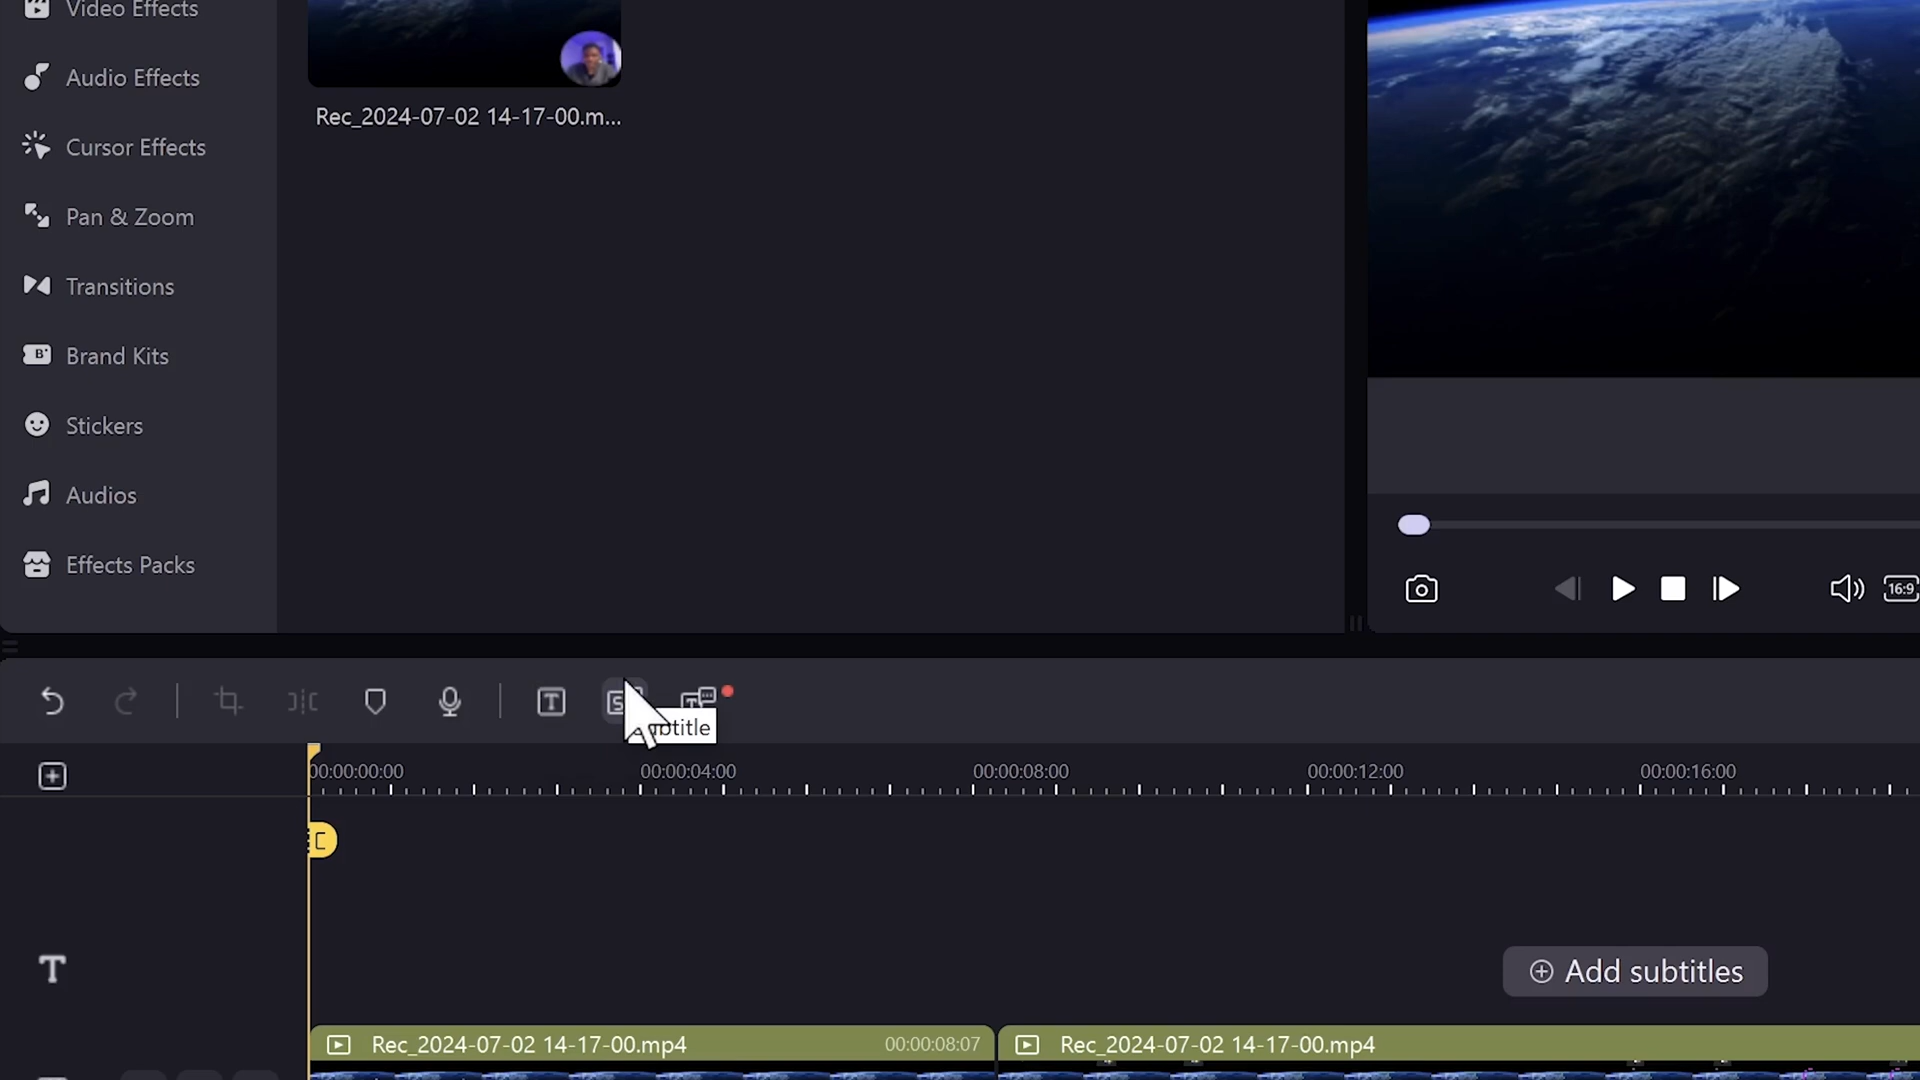 Video Effects
Audio Effects
Cursor Effects
Pan & Zoom
Transitions
Brand Kits
Stickers
Audios
Effects Packs
Rec_2024-07-02 14-17-00.m...
16:9
00:00:00:00
00:00:04:00
00:00:08:00
00:00:12:00
00:00:16:00
Add subtitles
Rec_2024-07-02 14-17-00.mp4
00:00:08:07
Rec_2024-07-02 14-17-00.mp4